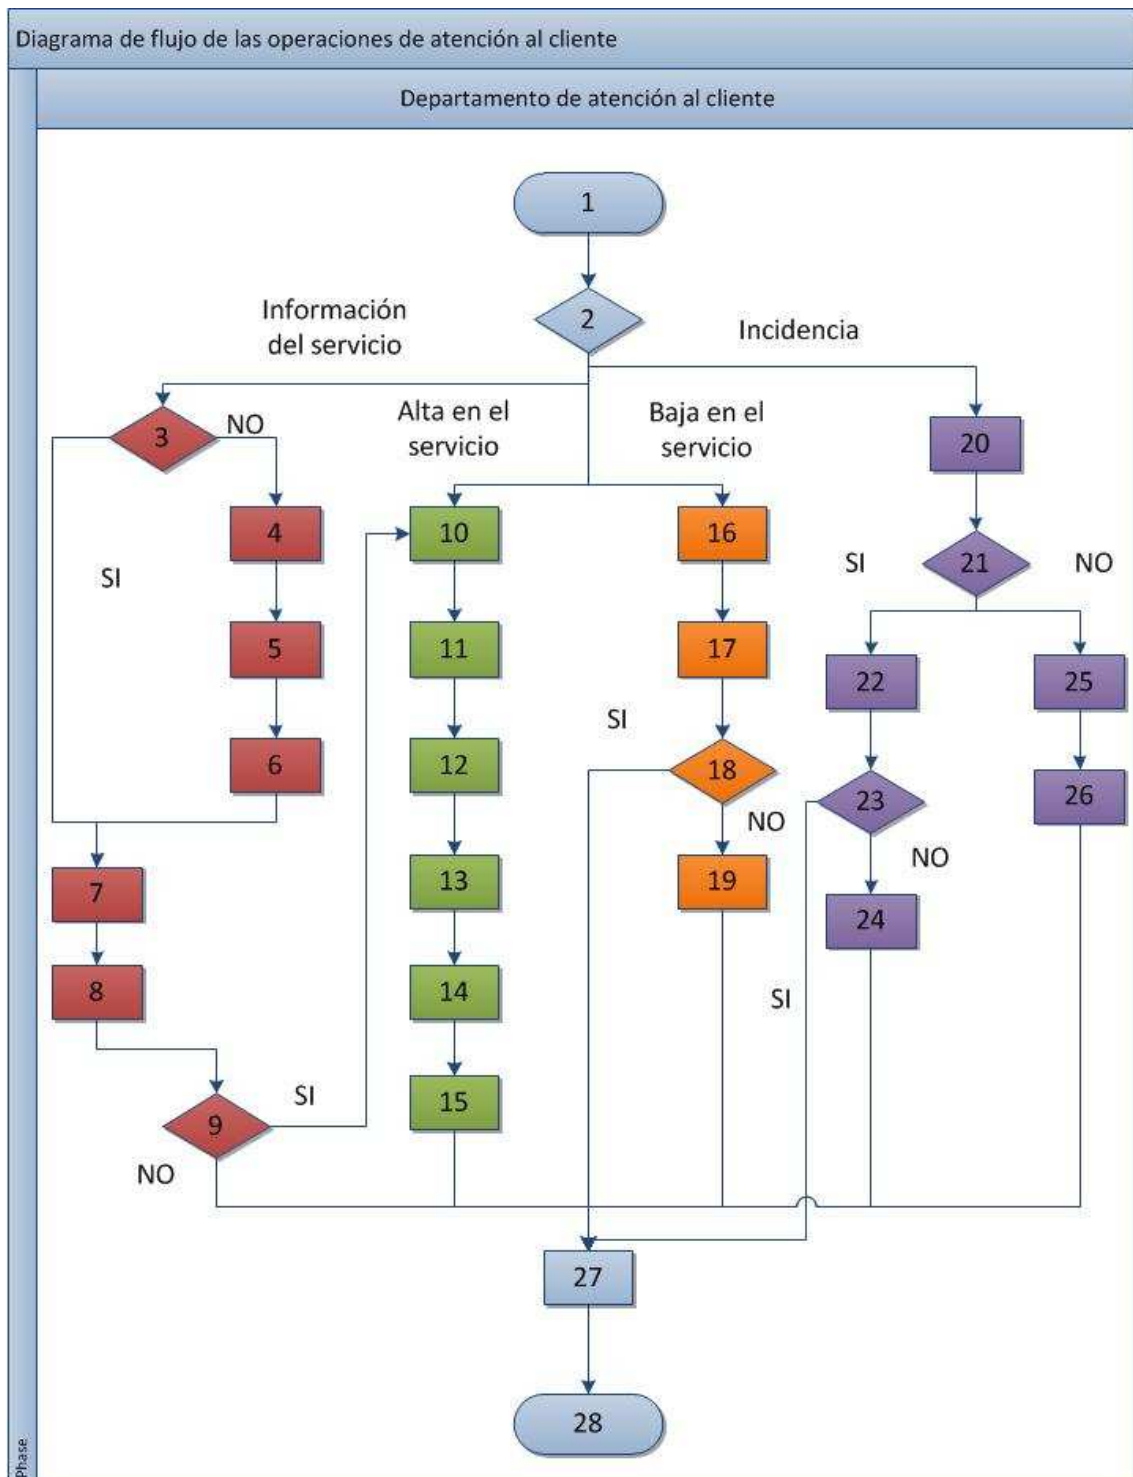 Diagrama de flujo de las operaciones de atención al cliente
Departamento de atención al cliente
1
2
Información
del servicio
Incidencia
3
NO
Alta en el
servicio
Baja en el
servicio
20
4
10
16
SI
21
SI
NO
5
11
17
22
25
SI
6
12
18
23
26
NO
NO
7
13
19
24
8
14
SI
9
SI
15
NO
27
28
Phase